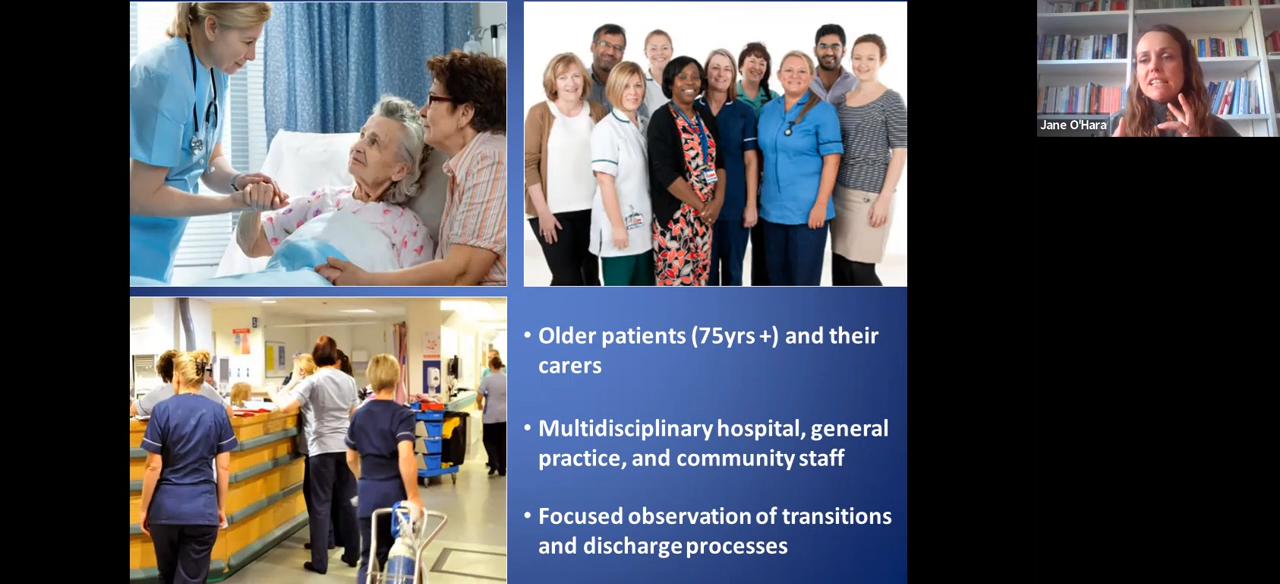 Jane O'Hara
• Older patients (75yrs +) and their
carers
• Multidisciplinary hospital, general
practice, and community staff
• Focused observation of transitions
and discharge processes